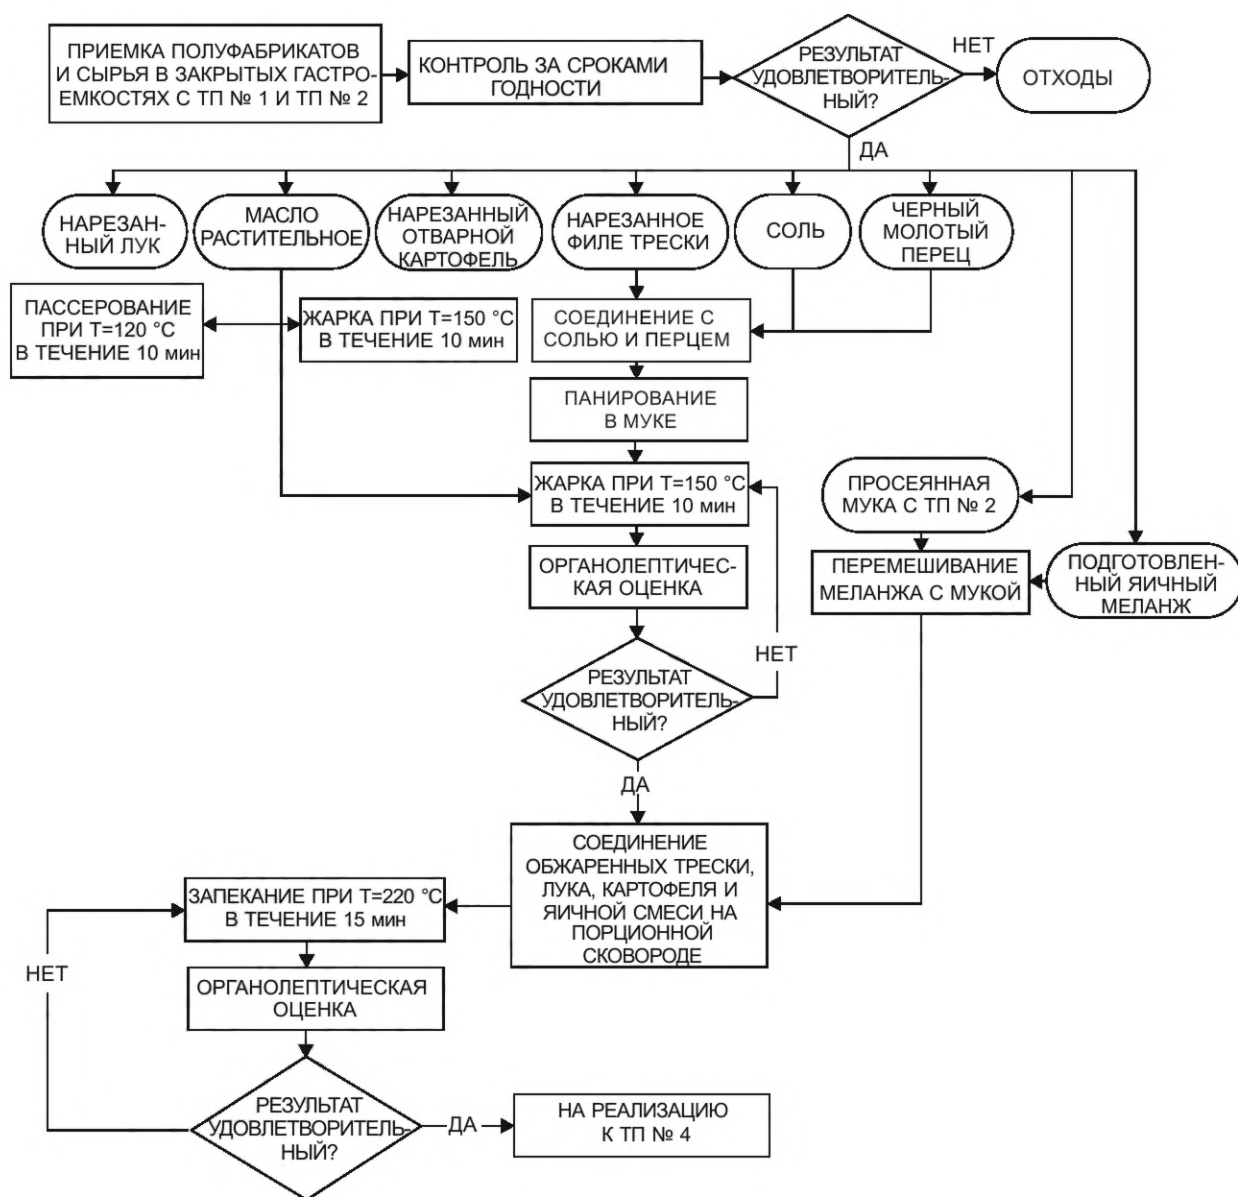 ПРИЕМКА ПОЛУФАБРИКАТОВ
И СЫРЬЯ В ЗАКРЫТЫХ ГАСТРО-
ЕМКОСТЯХ С ТП № 1 И ТП № 2
КОНТРОЛЬ ЗА СРОКАМИ
ГОДНОСТИ
РЕЗУЛЬТАТ
УДОВЛЕТВОРИТЕЛЬ-
НЫЙ?
НЕТ
ОТХОДЫ
ДА
НАРЕЗАН-
НЫЙ ЛУК
МАСЛО
РАСТИТЕЛЬНОЕ
НАРЕЗАННЫЙ
ОТВАРНОЙ
КАРТОФЕЛЬ
НАРЕЗАННОЕ
ФИЛЕ ТРЕСКИ
СОЛЬ
ЧЕРНЫЙ
МОЛОТЫЙ
ПЕРЕЦ
ПАССЕРОВАНИЕ
ПРИ Т=120 °С
В ТЕЧЕНИЕ 10 мин
ЖАРКА ПРИ Т=150 °С
В ТЕЧЕНИЕ 10 мин
СОЕДИНЕНИЕ С
СОЛЬЮ И ПЕРЦЕМ
ПАНИРОВАНИЕ
В МУКЕ
ЖАРКА ПРИ Т=150 °С
В ТЕЧЕНИЕ 10 мин
ПРОСЕЯННАЯ
МУКА С ТП № 2
ОРГАНОЛЕПТИЧЕС-
КАЯ ОЦЕНКА
ПЕРЕМЕШИВАНИЕ
МЕЛАНЖА С МУКОЙ
ПОДГОТОВЛЕН-
НЫЙ ЯИЧНЫЙ
МЕЛАНЖ
РЕЗУЛЬТАТ
УДОВЛЕТВОРИТЕЛЬ-
НЫЙ?
НЕТ
ДА
СОЕДИНЕНИЕ
ОБЖАРЕННЫХ ТРЕСКИ,
ЛУКА, КАРТОФЕЛЯ И
ЯИЧНОЙ СМЕСИ НА
ПОРЦИОННОЙ
СКОВОРОДЕ
ЗАПЕКАНИЕ ПРИ Т=220 °С
В ТЕЧЕНИЕ 15 мин
НЕТ
ОРГАНОЛЕПТИЧЕСКАЯ
ОЦЕНКА
РЕЗУЛЬТАТ
УДОВЛЕТВОРИТЕЛЬ-
НЫЙ?
ДА
НА РЕАЛИЗАЦИЮ
К ТП № 4